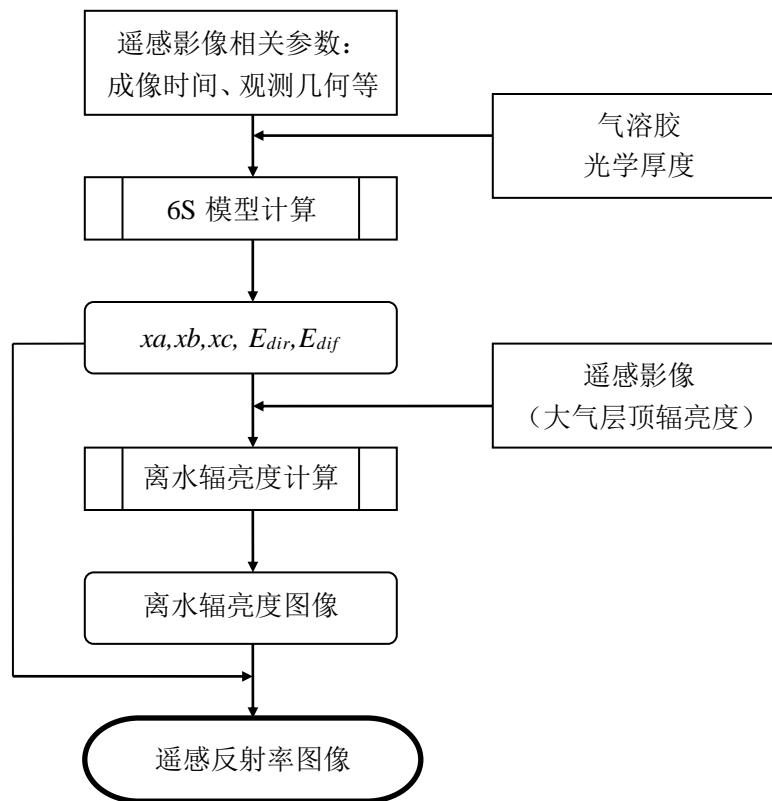 遥感影像相关参数：
成像时间、观测几何等
气溶胶
光学厚度
6S 模型计算
xa,xb,xc, Edir,Edif
遥感影像
（大气层顶辐亮度）
离水辐亮度计算
离水辐亮度图像
遥感反射率图像